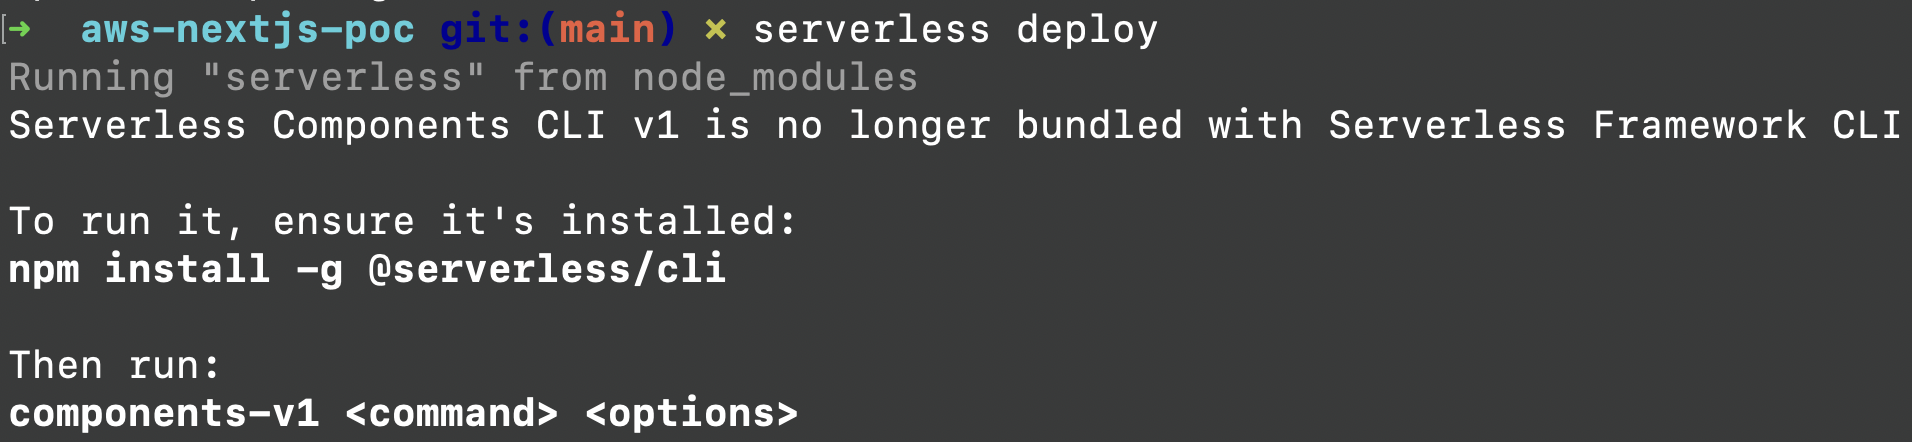 ➜  aws-nextjs-poc git:(main) ✗ serverless deploy
Running "serverless" from node_modules
Serverless Components CLI v1 is no longer bundled with Serverless Framework CLI
To run it, ensure it's installed:
npm install -g @serverless/cli
Then run:
components-v1 <command> <options>